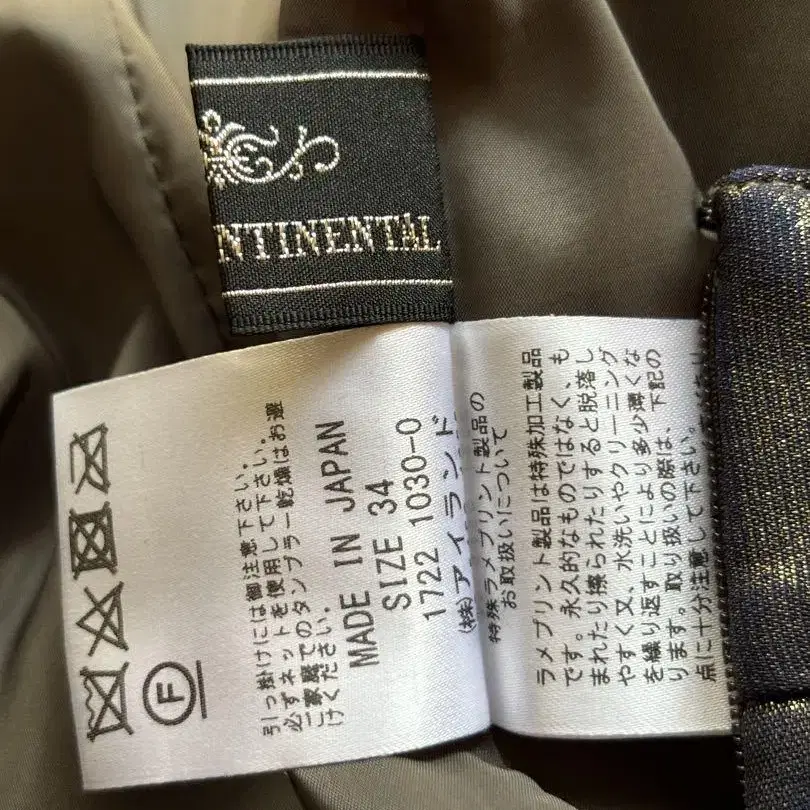 NTINENTAL
F
引っ掛けには御注意下さい。
必ずネットを使用して下さい。
ご家庭でのタンブラー乾燥はお避
けください。
MADE IN JAPAN
SIZE 34
1722 1030-0
(株)アイランド
特殊ラメプリント製品の
お取扱いについて
ラメプリント製品は特殊加工製品
です。永久的なものではなく、も
まれたり擦られたりすると脱落し
やすく又、水洗いやクリーニング
を繰り返すことにより多少薄くな
ります。取り扱いの際は、下記の
点に十分注意して下さい。